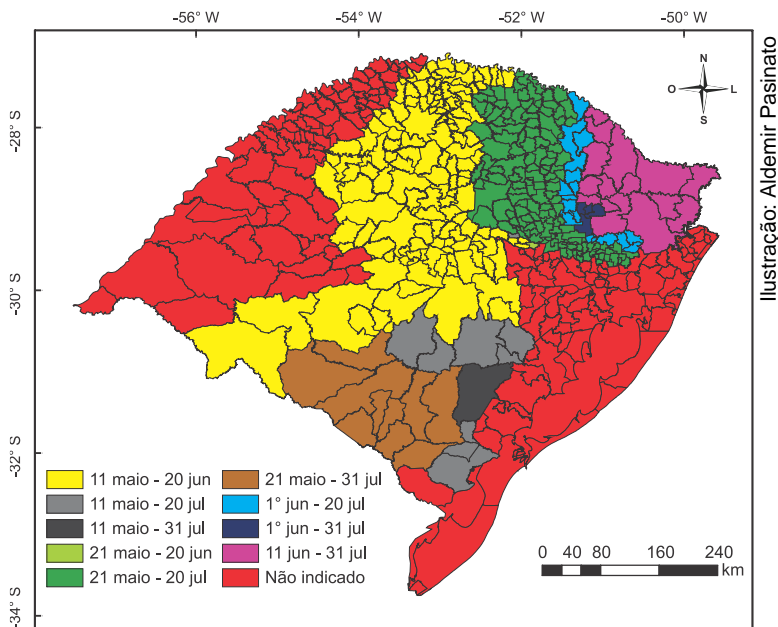 -56° W -54° W -52° W -50° W
N
O L
S
-28° S
-30° S
-32° S
-34° S
11 maio - 20 jun
11 maio - 20 jul
11 maio - 31 jul
21 maio - 20 jun
21 maio - 20 jul
21 maio - 31 jul
1° jun - 20 jul
1° jun - 31 jul
11 jun - 31 jul
Não indicado
0 40 80 160 240
km
Ilustração: Aldemir Pasinato